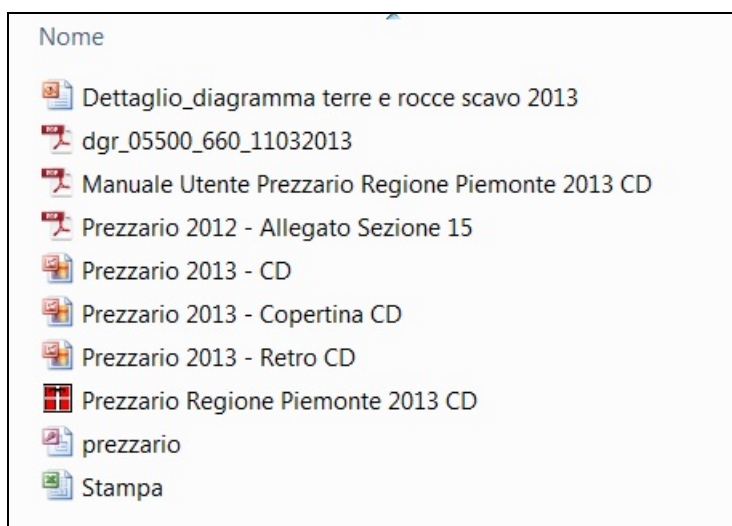 Nome
Dettaglio_diagramma terre e rocce scavo 2013
dgr_05500_660_11032013
Manuale Utente Prezzario Regione Piemonte 2013 CD
Prezzario 2012 - Allegato Sezione 15
Prezzario 2013 - CD
Prezzario 2013 - Copertina CD
Prezzario 2013 - Retro CD
Prezzario Regione Piemonte 2013 CD
prezzario
Stampa